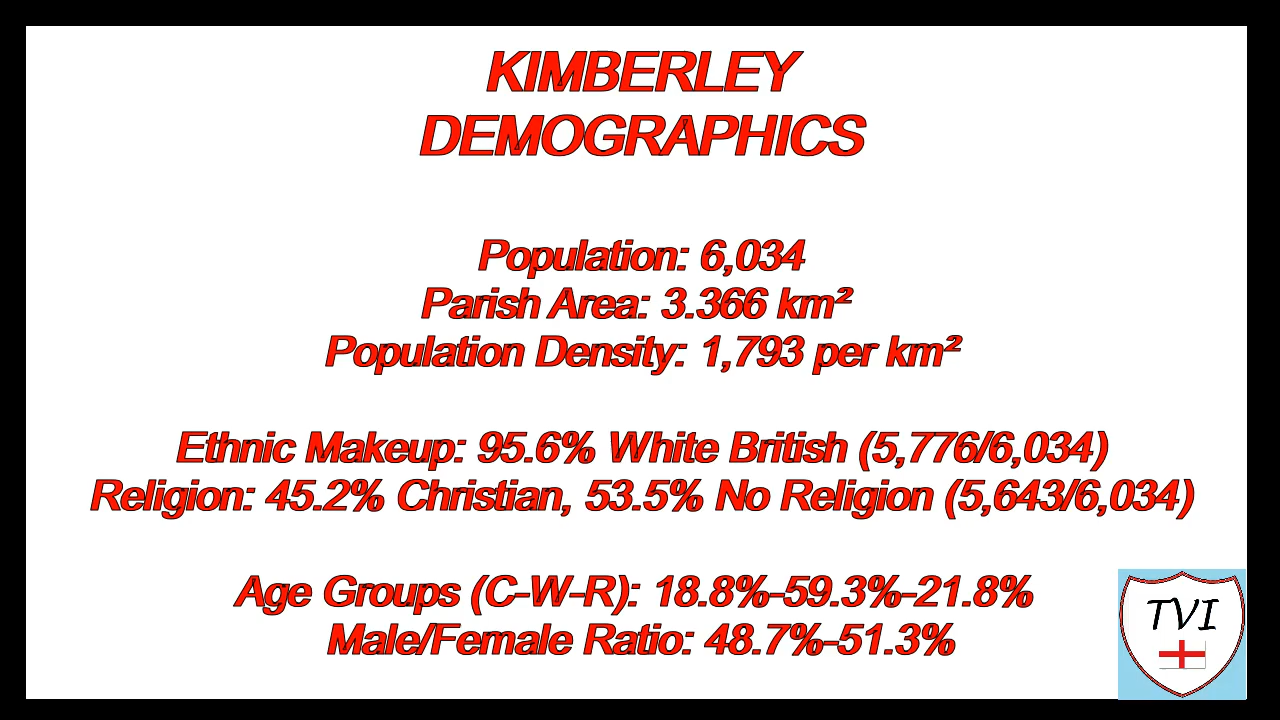 KIMBERLEY
DEMOGRAPHICS
Population: 6,034
Parish Area: 3.366 km²
Population Density: 1,793 per km²
Ethnic Makeup: 95.6% White British (5,776/6,034)
Religion: 45.2% Christian, 53.5% No Religion (5,643/6,034)
Age Groups (C-W-R): 18.8%-59.3%-21.8%
Male/Female Ratio: 48.7%-51.3%
TVI